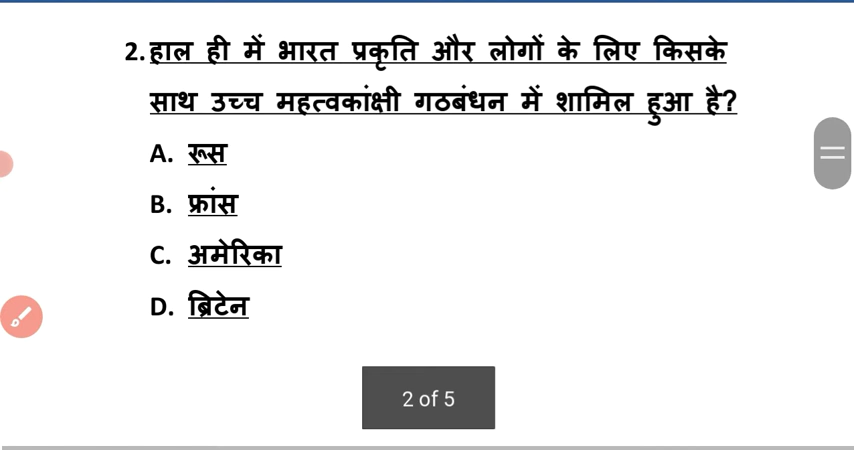 2. हाल ही में भारत प्रकृति और लोगों के लिए किसके
साथ उच्च महत्वकांक्षी गठबंधन में शामिल हुआ है?
A. रूस
B. फ्रांस
C. अमेरिका
D. ब्रिटेन
2 of 5